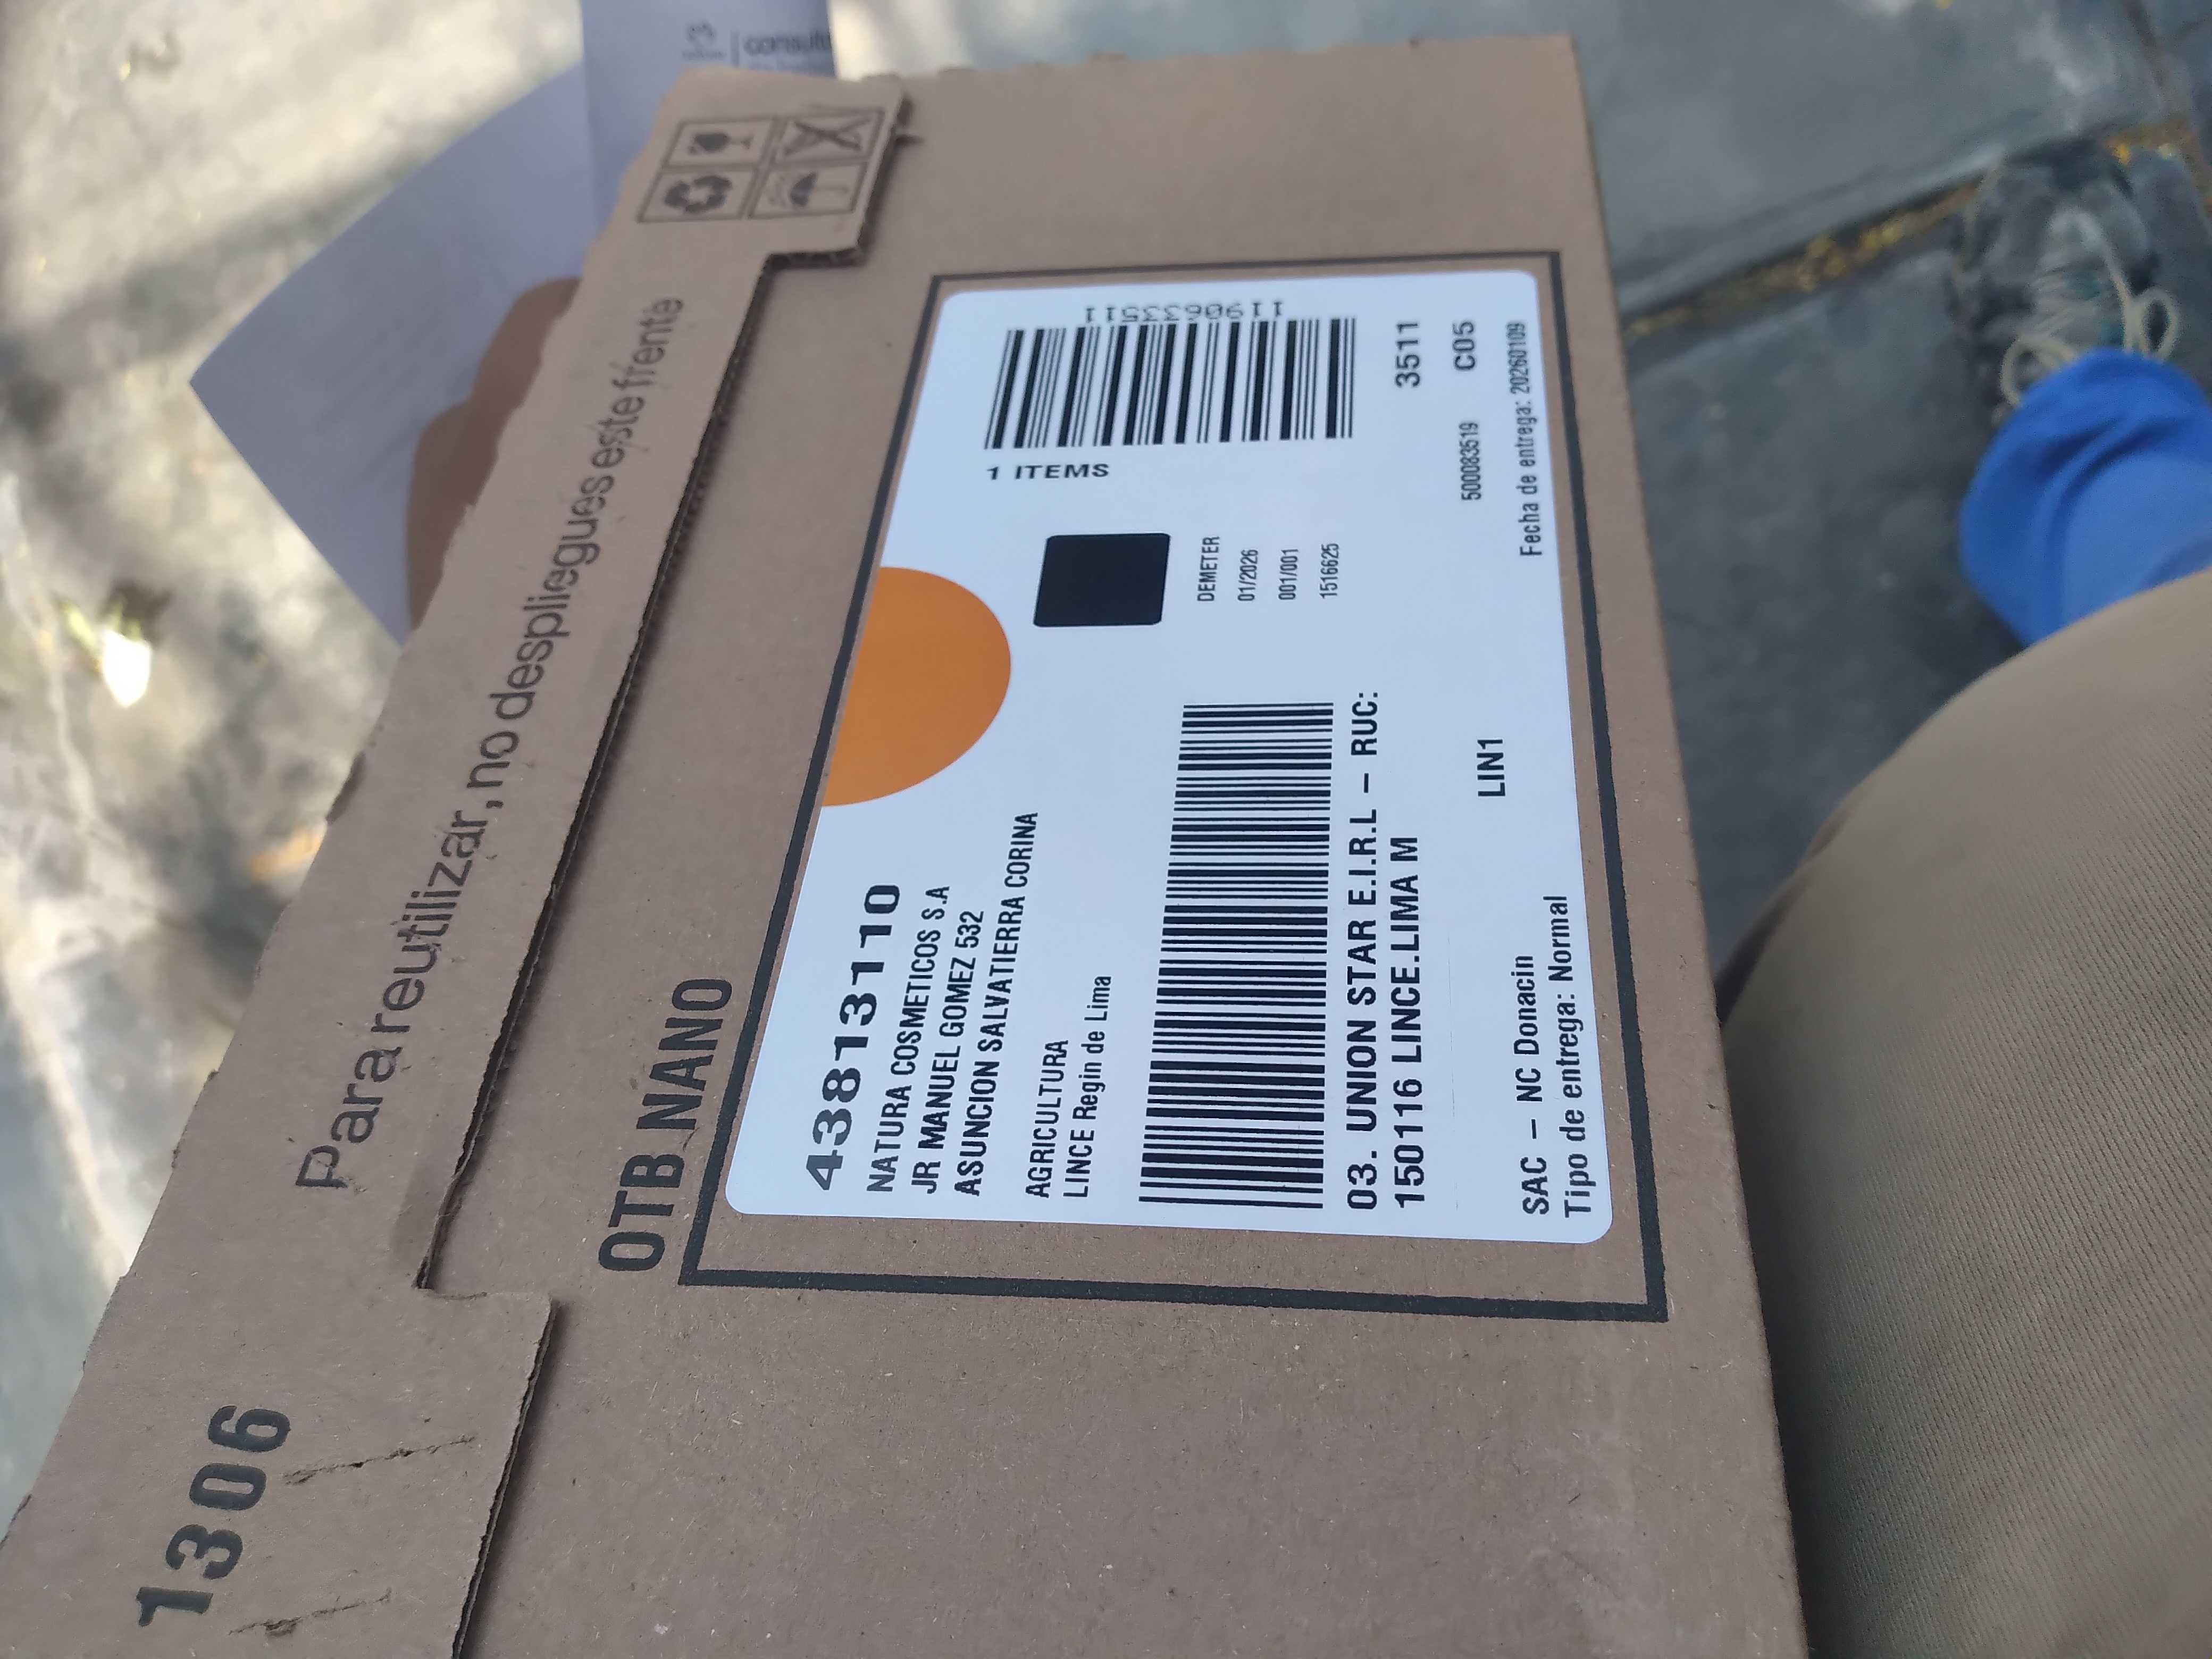 consulto
Para reutilizar, no despliegues este frente
1306
OTB NANO
43813110
NATURA COSMETICOS S.A
JR MANUEL GOMEZ 532
ASUNCION SALVATIERRA CORINA
AGRICULTURA
LINCE Regin de Lima
03. UNION STAR E.I.R.L – RUC:
150116 LINCE.LIMA M
LIN1
SAC – NC Donacin
Tipo de entrega: Normal
1 ITEMS
1190633511
DEMETER
01/2026
001/001
1516625
3511
500083519 C05
Fecha de entrega: 20260109